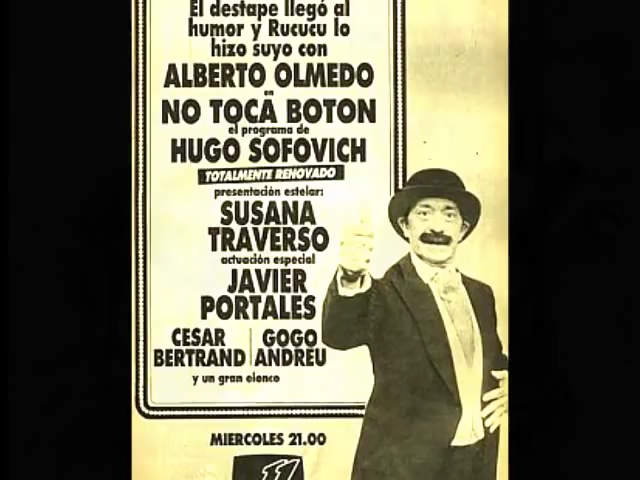 El destape llegó al
humor y Rucucu lo
hizo suyo con
ALBERTO OLMEDO
en
NO TOCA BOTON
el programa de
HUGO SOFOVICH
TOTALMENTE RENOVADO
presentación estelar:
SUSANA
TRAVERSO
actuación especial
JAVIER
PORTALES
CESAR GOGO
BERTRAND ANDREU
y un gran elenco
MIERCOLES 21.00
11